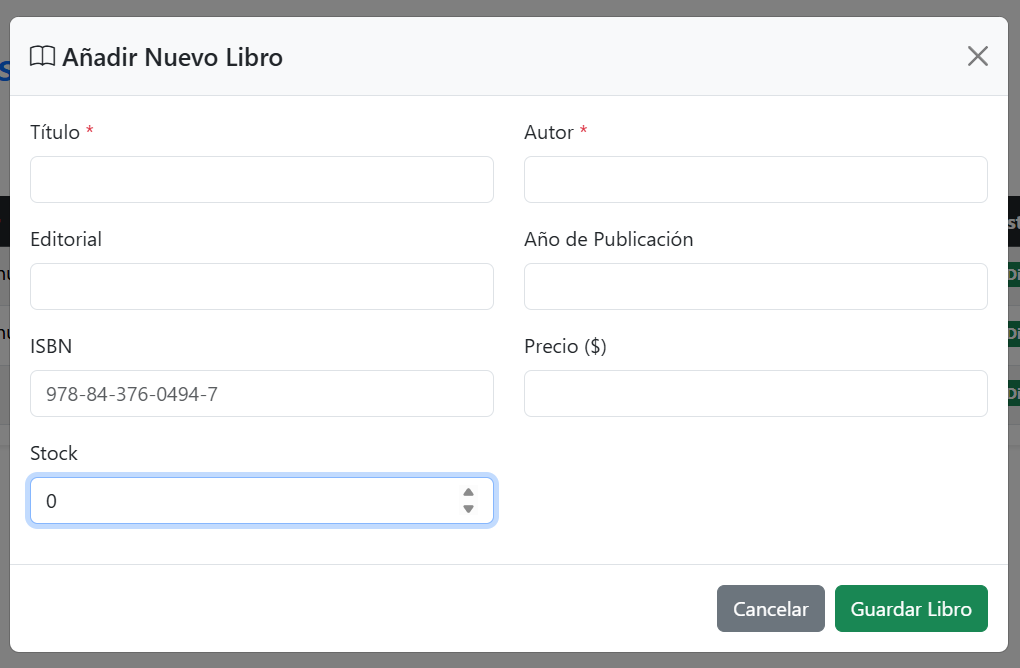 Añadir Nuevo Libro
Título *
Autor *
Editorial
Año de Publicación
ISBN
Precio ($)
978-84-376-0494-7
Stock
0
Cancelar
Guardar Libro